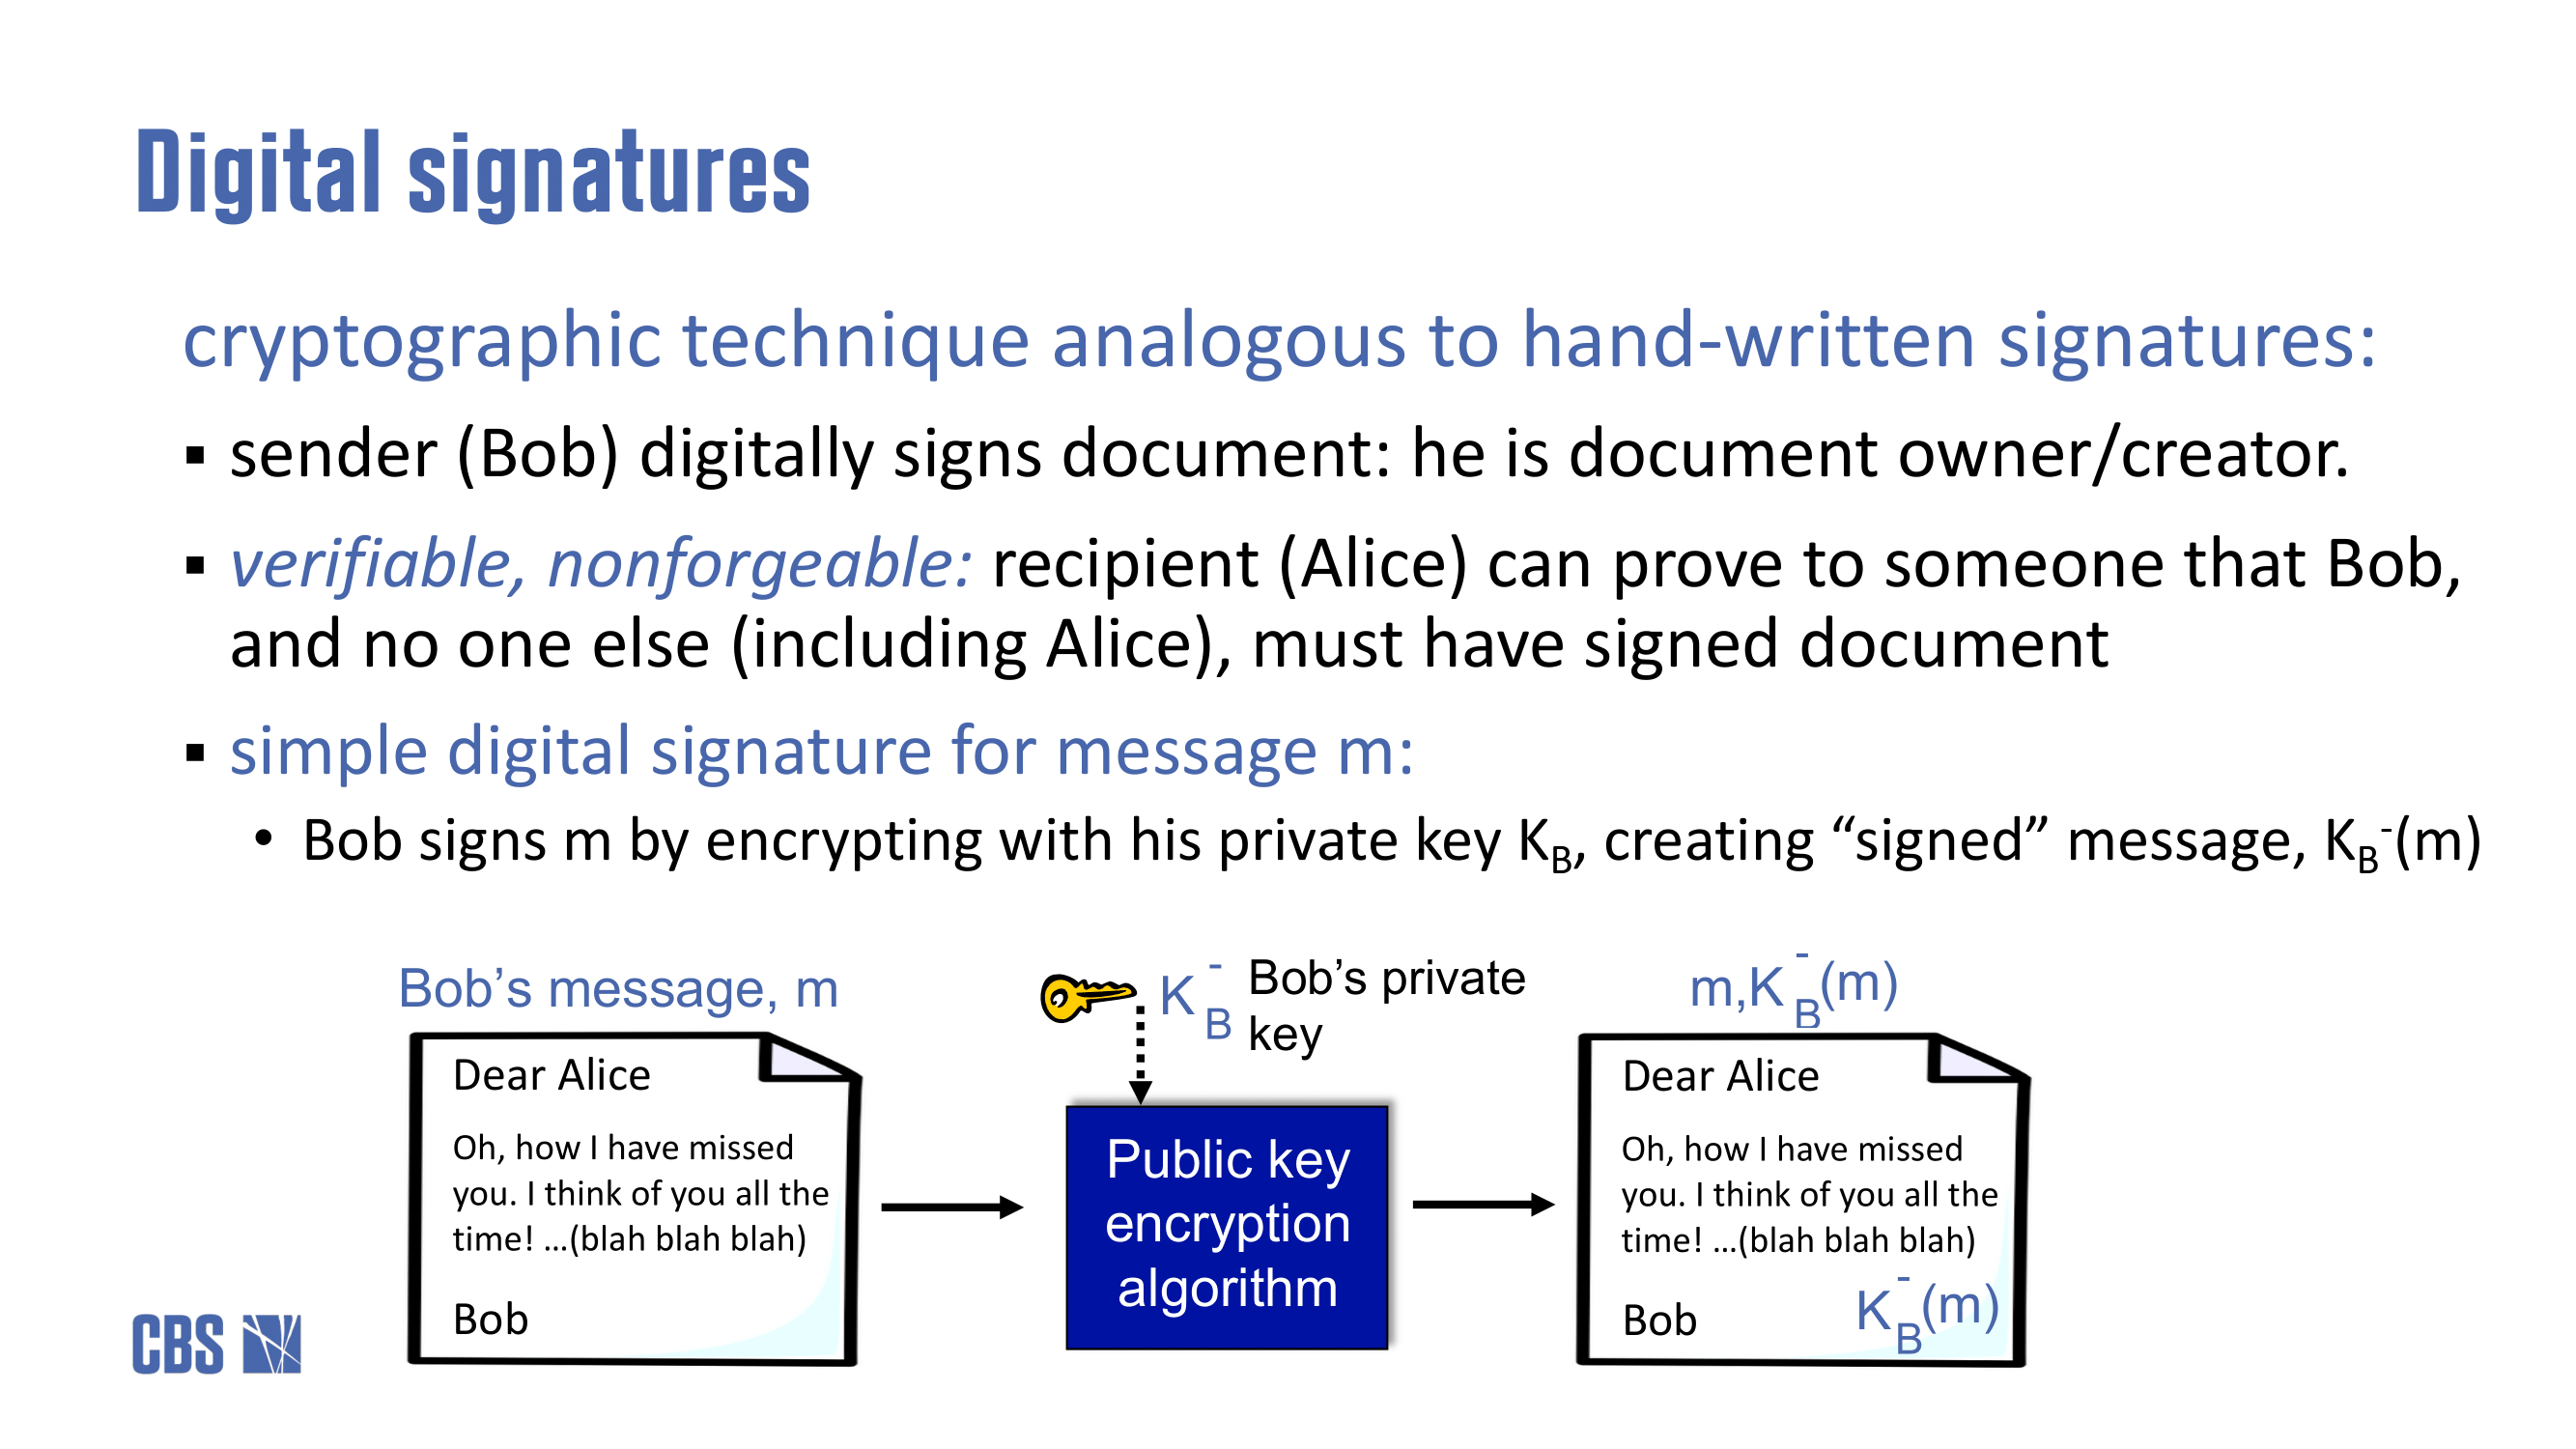 Digital signatures
cryptographic technique analogous to hand-written signatures:
▪ sender (Bob) digitally signs document: he is document owner/creator.
▪ verifiable, nonforgeable: recipient (Alice) can prove to someone that Bob,
and no one else (including Alice), must have signed document
▪ simple digital signature for message m:
• Bob signs m by encrypting with his private key K_B, creating “signed” message, K_B^-(m)
Bob’s message, m
Dear Alice
Oh, how I have missed
you. I think of you all the
time! ...(blah blah blah)
Bob
K_B^-
Bob’s private
key
Public key
encryption
algorithm
m,K_B^-(m)
Dear Alice
Oh, how I have missed
you. I think of you all the
time! ...(blah blah blah)
Bob
K_B^-(m)
CBS